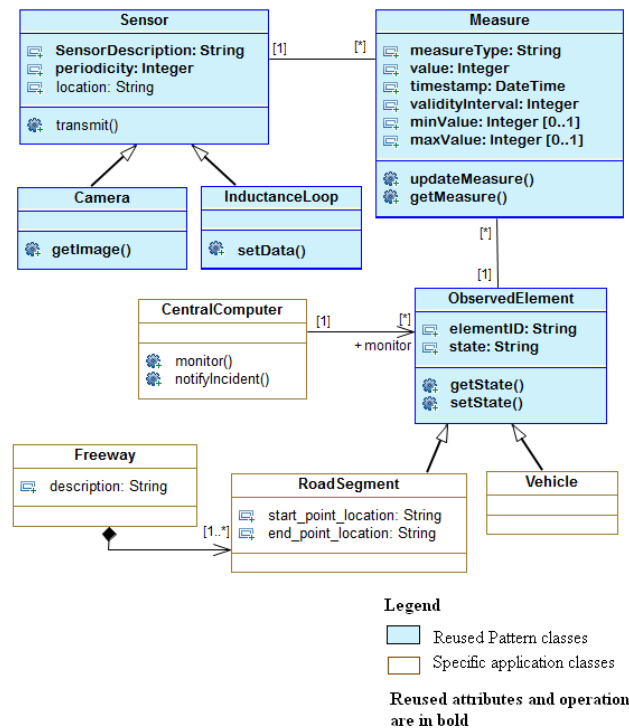 Sensor
SensorDescription: String
periodicity: Integer
location: String
transmit()
[1]
[*]
Measure
measureType: String
value: Integer
timestamp: DateTime
validityInterval: Integer
minValue: Integer [0..1]
maxValue: Integer [0..1]
updateMeasure()
getMeasure()
Camera
getImage()
InductanceLoop
setData()
[*]
[1]
CentralComputer
monitor()
notifyIncident()
[1]
[*]
+ monitor
ObservedElement
elementID: String
state: String
getState()
setState()
Freeway
description: String
[1..*]
RoadSegment
start_point_location: String
end_point_location: String
Vehicle
Legend
Reused Pattern classes
Specific application classes
Reused attributes and operation
are in bold